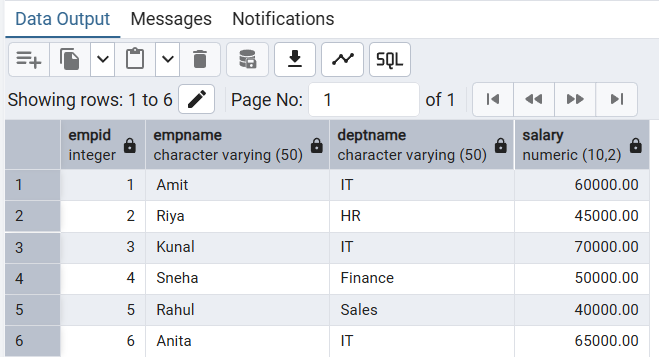 Data Output Messages Notifications
SQL
Showing rows: 1 to 6 Page No: 1 of 1
empid empname deptname salary
integer character varying (50) character varying (50) numeric (10,2)
1 1 Amit IT 60000.00
2 2 Riya HR 45000.00
3 3 Kunal IT 70000.00
4 4 Sneha Finance 50000.00
5 5 Rahul Sales 40000.00
6 6 Anita IT 65000.00